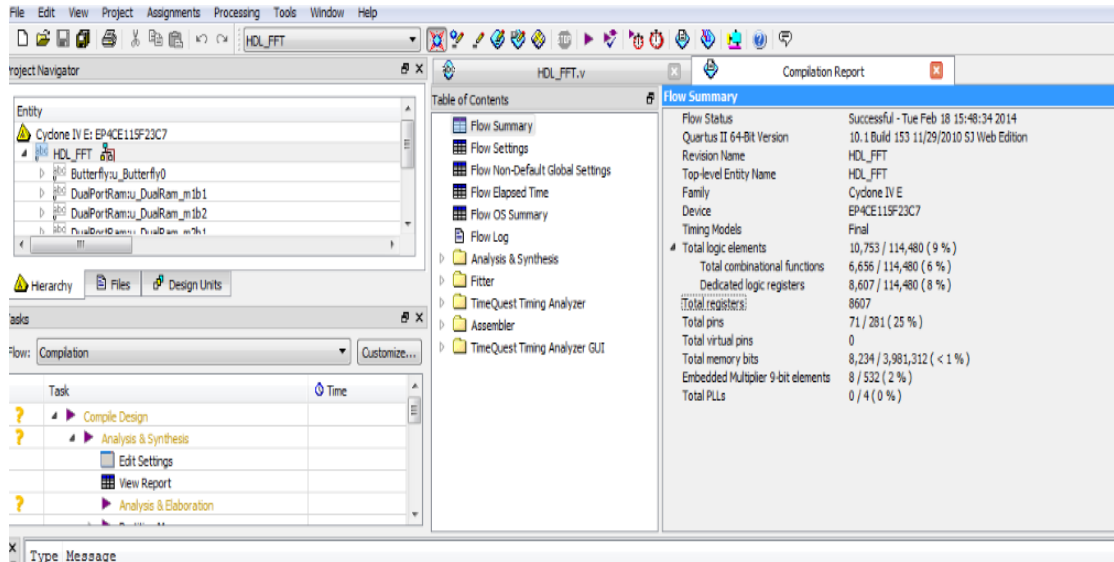 File Edit View Project Assignments Processing Tools Window Help
HDL_FFT
Project Navigator
Entity
Cyclone IV E: EP4CE115F23C7
HDL_FFT
Butterfly:u_Butterfly0
DualPortRam:u_DualRam_m1b1
DualPortRam:u_DualRam_m1b2
DualPortRam:u_DualRam_m2b1
Hierarchy Files Design Units
Tasks
Flow: Compilation Customize...
Task Time
Compile Design
Analysis & Synthesis
Edit Settings
View Report
Analysis & Elaboration
HDL_FFT.v Compilation Report
Table of Contents
Flow Summary
Flow Settings
Flow Non-Default Global Settings
Flow Elapsed Time
Flow OS Summary
Flow Log
Analysis & Synthesis
Fitter
TimeQuest Timing Analyzer
Assembler
TimeQuest Timing Analyzer GUI
Flow Summary
Flow Status Successful - Tue Feb 18 15:48:34 2014
Quartus II 64-Bit Version 10.1 Build 153 11/29/2010 SJ Web Edition
Revision Name HDL_FFT
Top-level Entity Name HDL_FFT
Family Cyclone IV E
Device EP4CE115F23C7
Timing Models Final
Total logic elements 10,753 / 114,480 ( 9 % )
Total combinational functions 6,656 / 114,480 ( 6 % )
Dedicated logic registers 8,607 / 114,480 ( 8 % )
Total registers 8607
Total pins 71 / 281 ( 25 % )
Total virtual pins 0
Total memory bits 8,234 / 3,981,312 ( < 1 % )
Embedded Multiplier 9-bit elements 8 / 532 ( 2 % )
Total PLLs 0 / 4 ( 0 % )
Type Message